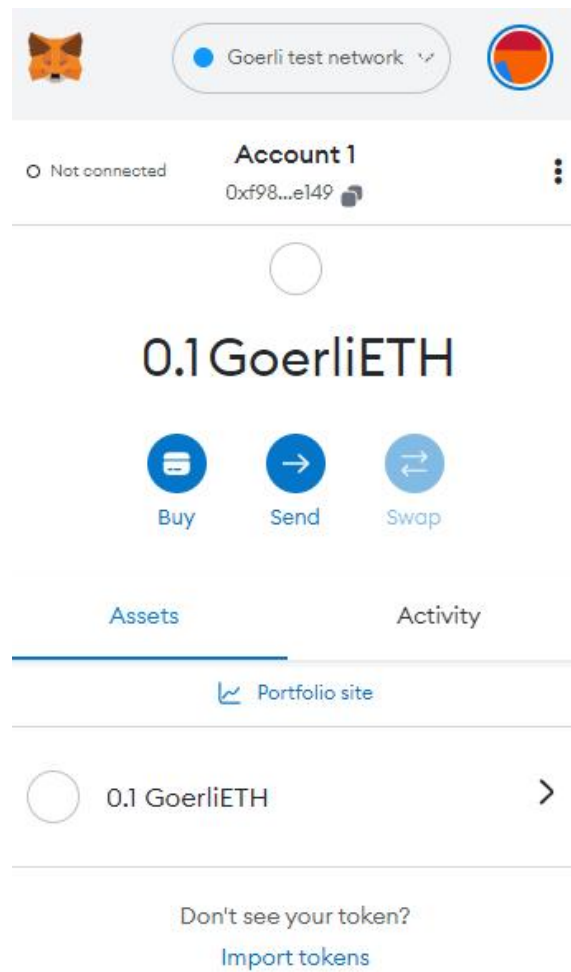 Goerli test network
Not connected
Account 1
0xf98...e149
0.1 GoerliETH
Buy
Send
Swap
Assets
Activity
Portfolio site
0.1 GoerliETH
Don't see your token?
Import tokens